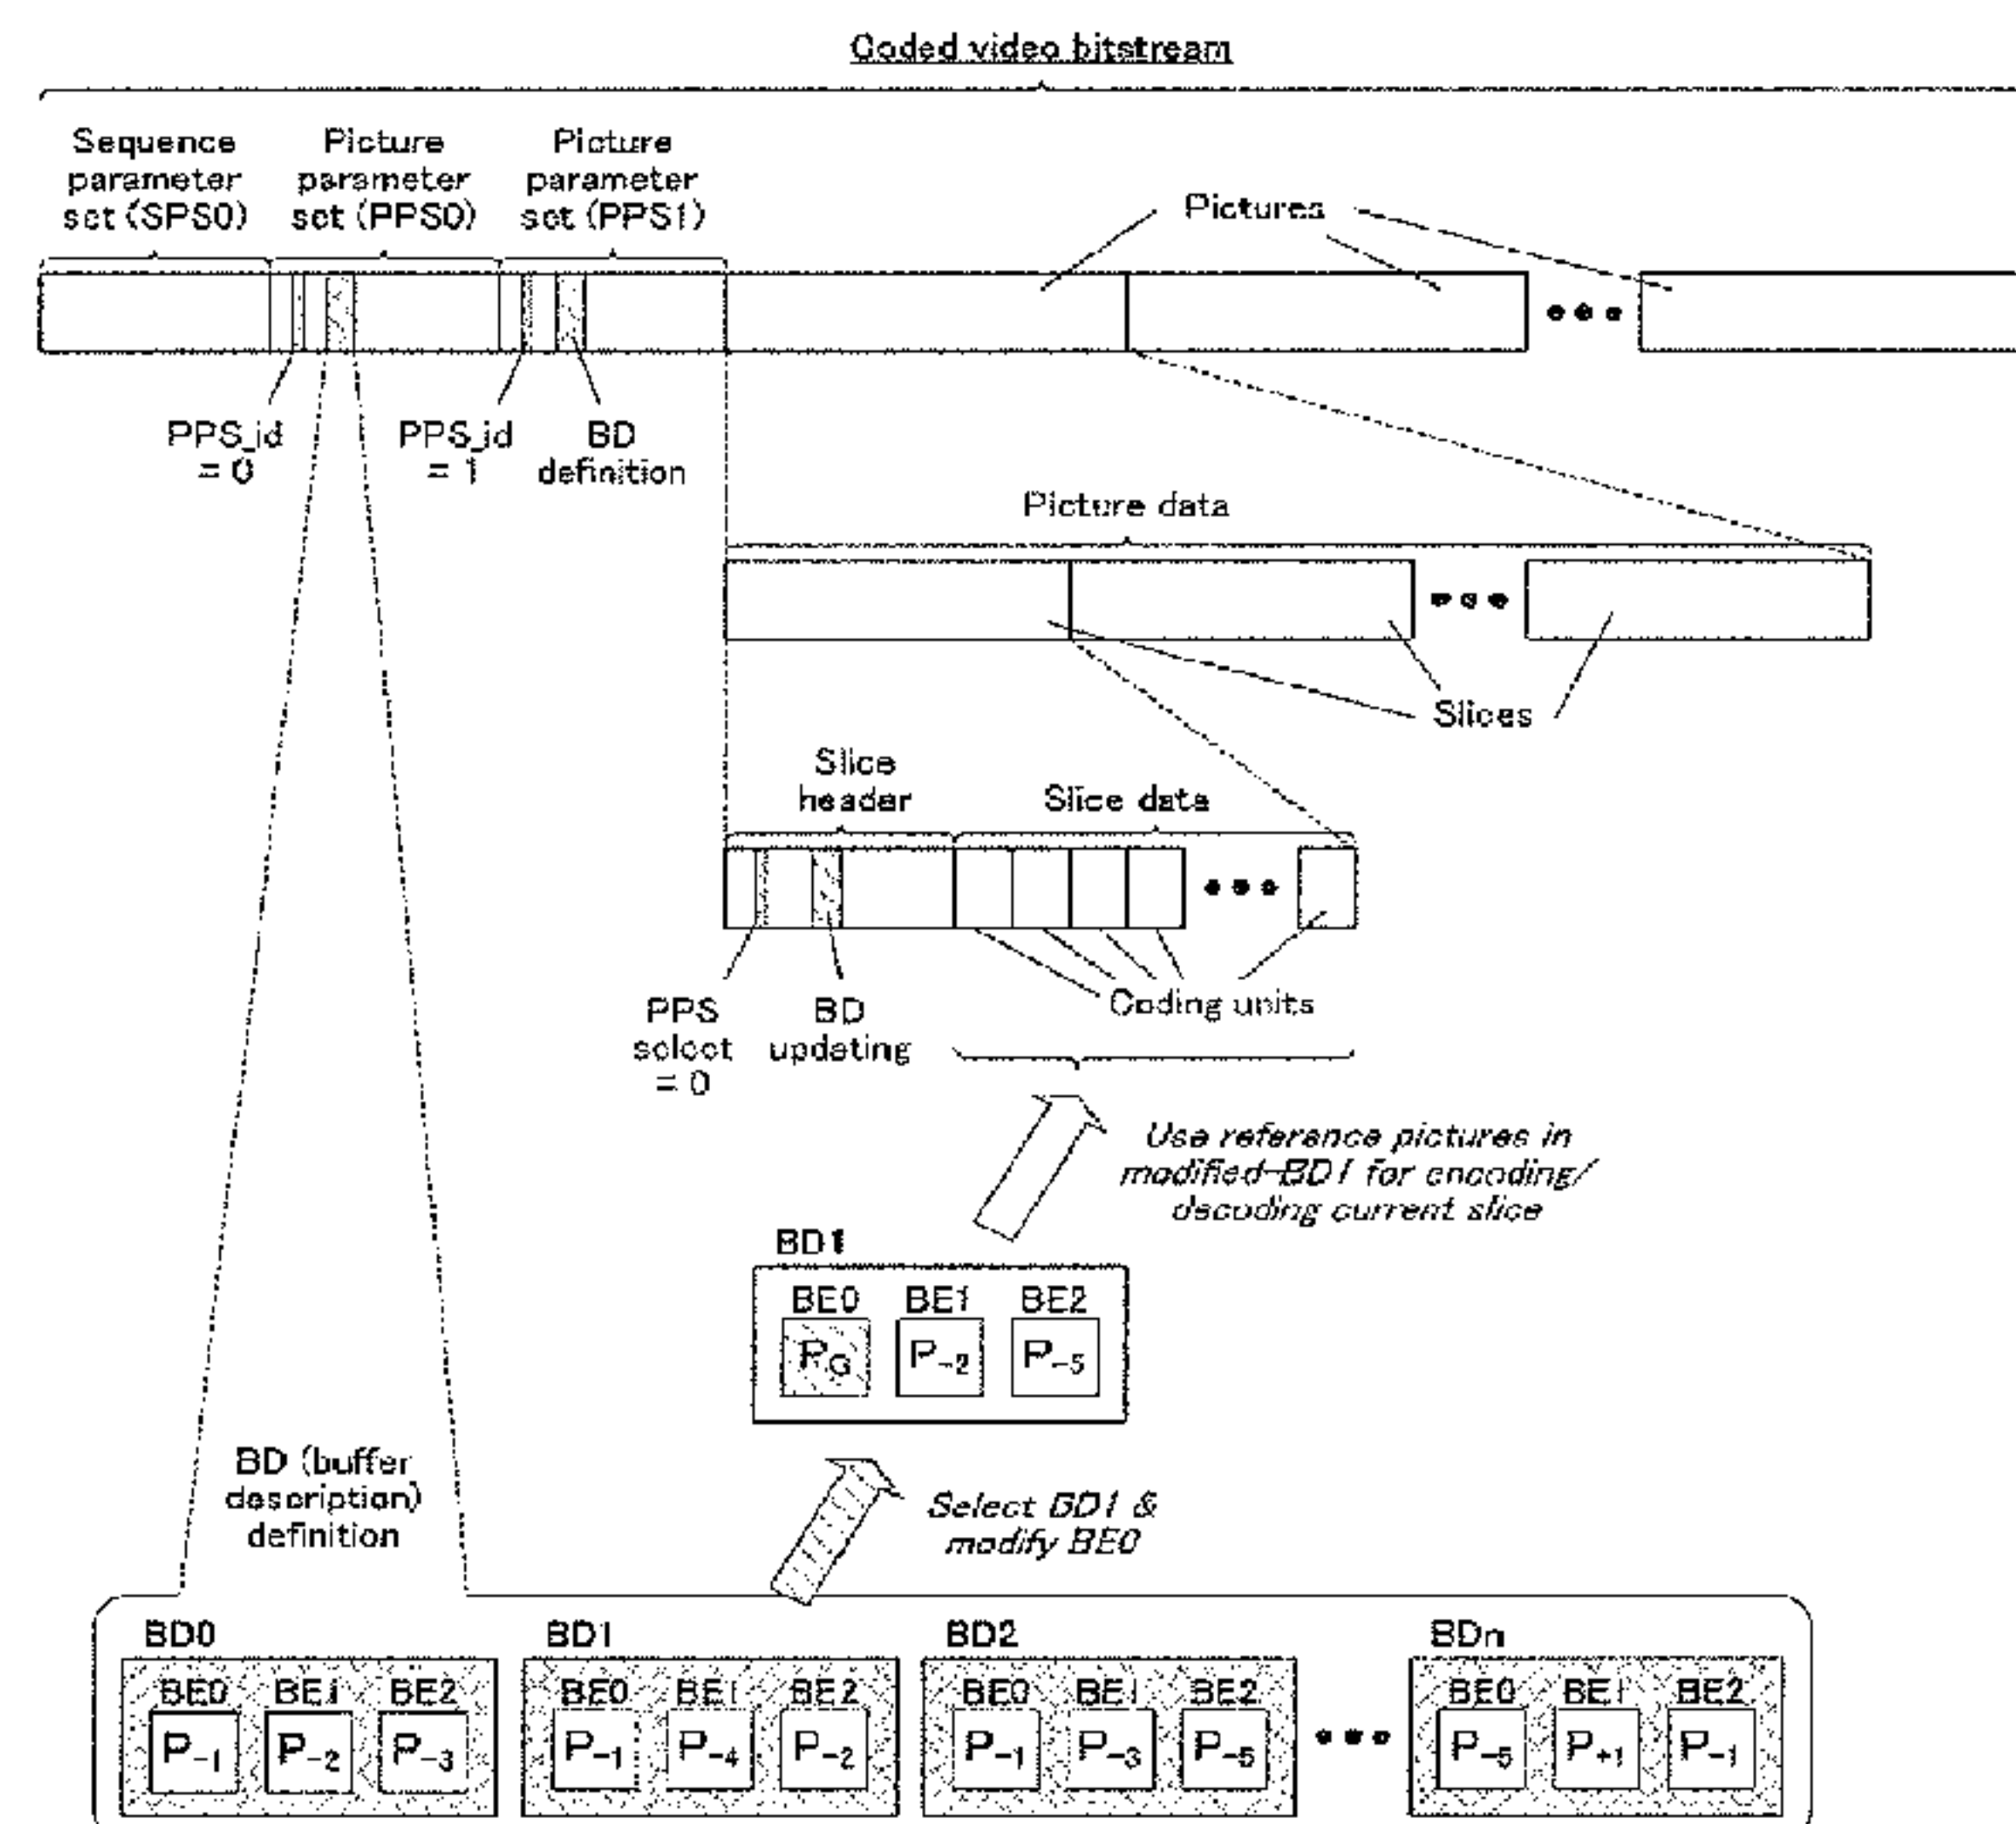 Coded video bitstream
Sequence
parameter
set (SPS0)
Picture
parameter
set (PPS0)
Picture
parameter
set (PPS1)
Pictures
PPS_id
= 0
PPS_id
= 1
BD
definition
Picture data
Slices
Slice
header
Slice data
PPS
select
= 0
BD
updating
Coding units
Use reference pictures in
modified-BD1 for encoding/
decoding current slice
BD1
BE0 BE1 BE2
PG P-2 P-5
BD (buffer
description)
definition
Select BD1 &
modify BE0
BD0 BD1 BD2 BDn
BE0 BE1 BE2 BE0 BE1 BE2 BE0 BE1 BE2 BE0 BE1 BE2
P-1 P-2 P-3 P-1 P-4 P-2 P-1 P-3 P-5 P-5 P+1 P-1